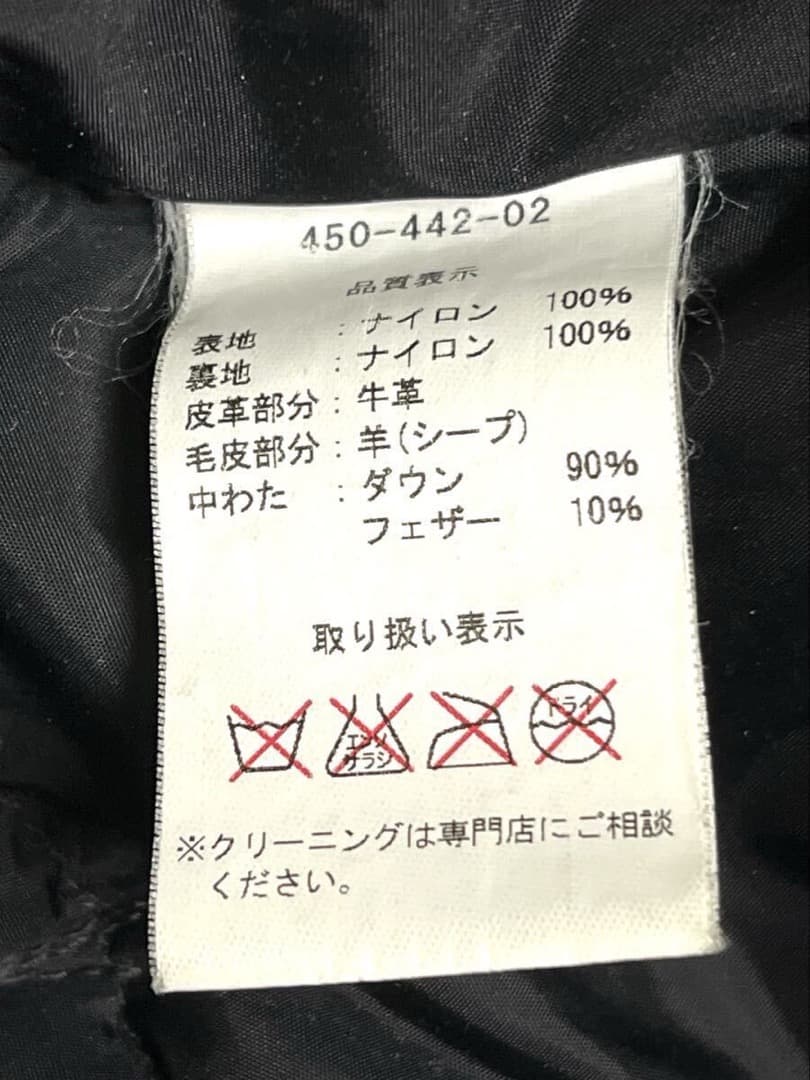 450-442-02
品質表示
表地 : ナイロン 100%
裏地 : ナイロン 100%
皮革部分 : 牛革
毛皮部分 : 羊(シープ)
中わた : ダウン 90%
フェザー 10%
取り扱い表示
エンソ サラシ
ドライ
※クリーニングは専門店にご相談
ください。